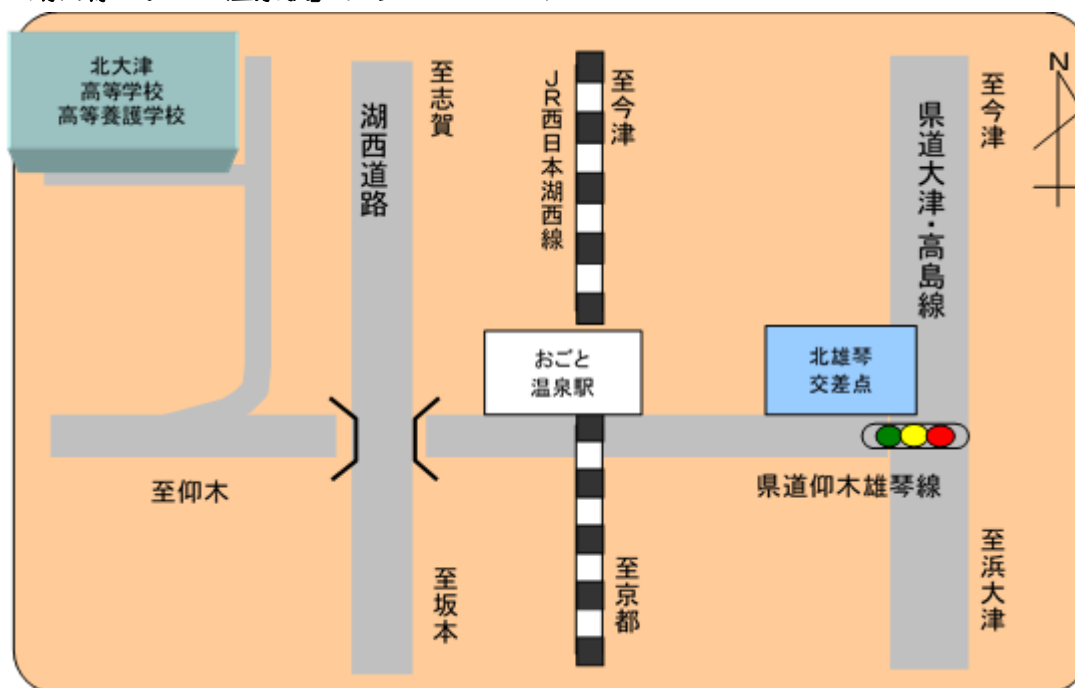 北大津
高等学校
高等養護学校
至志賀
湖西道路
JR西日本湖西線
至今津
県道大津・高島線
至今津
N
おごと
温泉駅
北雄琴
交差点
至仰木
県道仰木雄琴線
至坂本
至京都
至浜大津